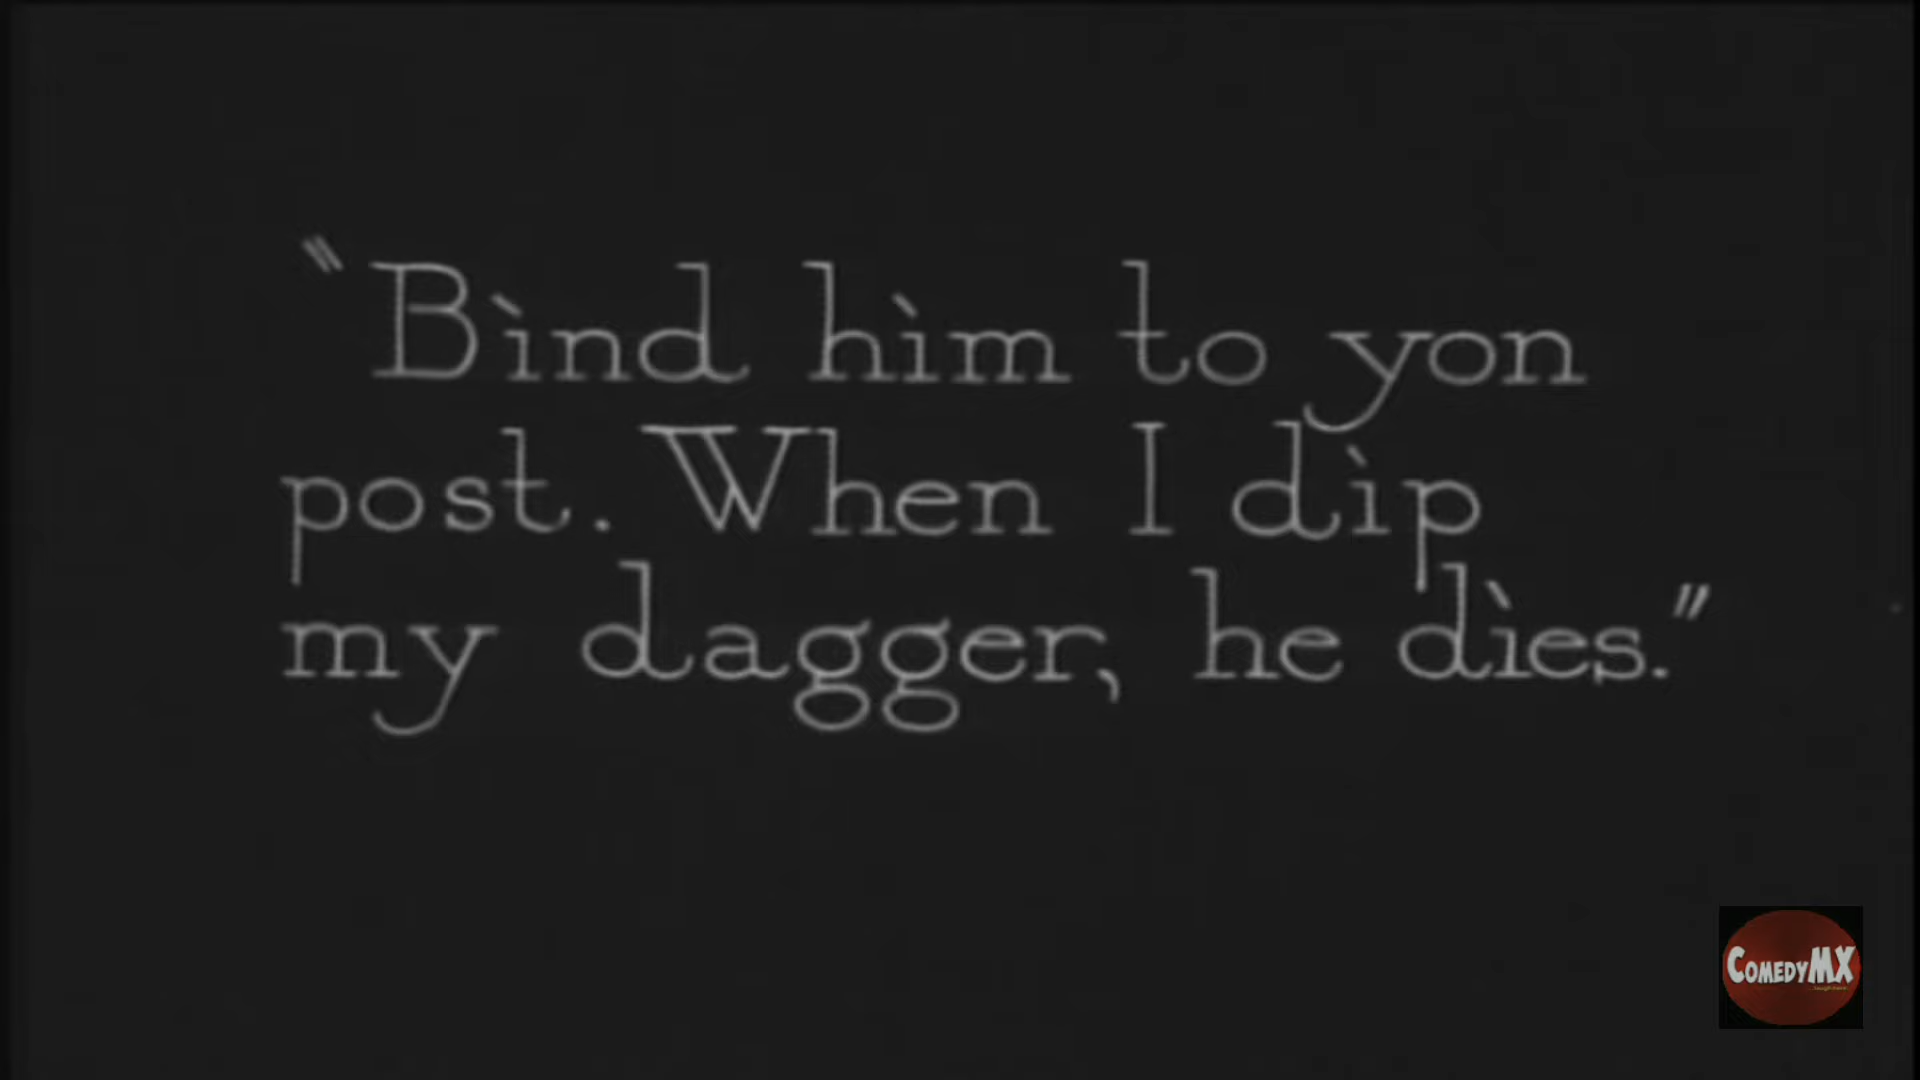 "Bind him to yon
post. When I dip
my dagger, he dies."
COMEDYMX